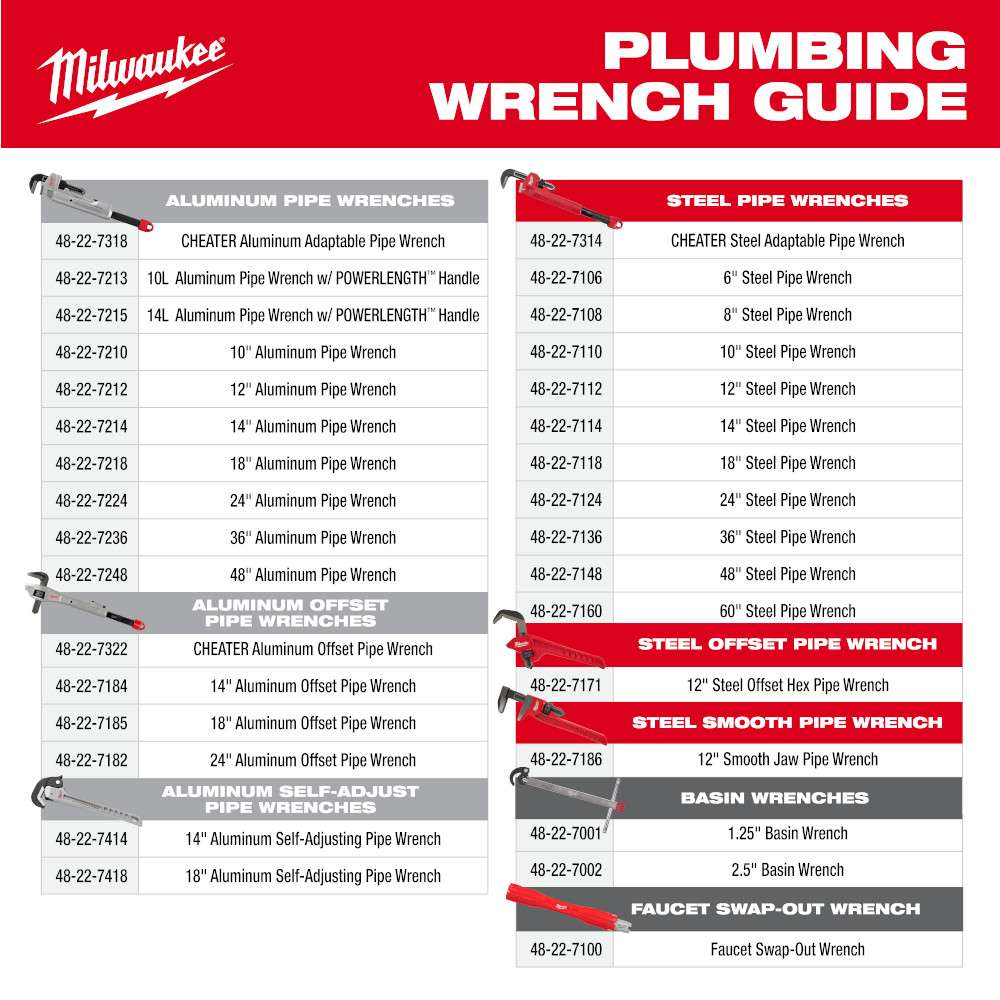 Milwaukee®
PLUMBING
WRENCH GUIDE
ALUMINUM PIPE WRENCHES
48-22-7318 CHEATER Aluminum Adaptable Pipe Wrench
48-22-7213 10L Aluminum Pipe Wrench w/ POWERLENGTH™ Handle
48-22-7215 14L Aluminum Pipe Wrench w/ POWERLENGTH™ Handle
48-22-7210 10" Aluminum Pipe Wrench
48-22-7212 12" Aluminum Pipe Wrench
48-22-7214 14" Aluminum Pipe Wrench
48-22-7218 18" Aluminum Pipe Wrench
48-22-7224 24" Aluminum Pipe Wrench
48-22-7236 36" Aluminum Pipe Wrench
48-22-7248 48" Aluminum Pipe Wrench
ALUMINUM OFFSET
PIPE WRENCHES
48-22-7322 CHEATER Aluminum Offset Pipe Wrench
48-22-7184 14" Aluminum Offset Pipe Wrench
48-22-7185 18" Aluminum Offset Pipe Wrench
48-22-7182 24" Aluminum Offset Pipe Wrench
ALUMINUM SELF-ADJUST
PIPE WRENCHES
48-22-7414 14" Aluminum Self-Adjusting Pipe Wrench
48-22-7418 18" Aluminum Self-Adjusting Pipe Wrench
STEEL PIPE WRENCHES
48-22-7314 CHEATER Steel Adaptable Pipe Wrench
48-22-7106 6" Steel Pipe Wrench
48-22-7108 8" Steel Pipe Wrench
48-22-7110 10" Steel Pipe Wrench
48-22-7112 12" Steel Pipe Wrench
48-22-7114 14" Steel Pipe Wrench
48-22-7118 18" Steel Pipe Wrench
48-22-7124 24" Steel Pipe Wrench
48-22-7136 36" Steel Pipe Wrench
48-22-7148 48" Steel Pipe Wrench
48-22-7160 60" Steel Pipe Wrench
STEEL OFFSET PIPE WRENCH
48-22-7171 12" Steel Offset Hex Pipe Wrench
STEEL SMOOTH PIPE WRENCH
48-22-7186 12" Smooth Jaw Pipe Wrench
BASIN WRENCHES
48-22-7001 1.25" Basin Wrench
48-22-7002 2.5" Basin Wrench
FAUCET SWAP-OUT WRENCH
48-22-7100 Faucet Swap-Out Wrench